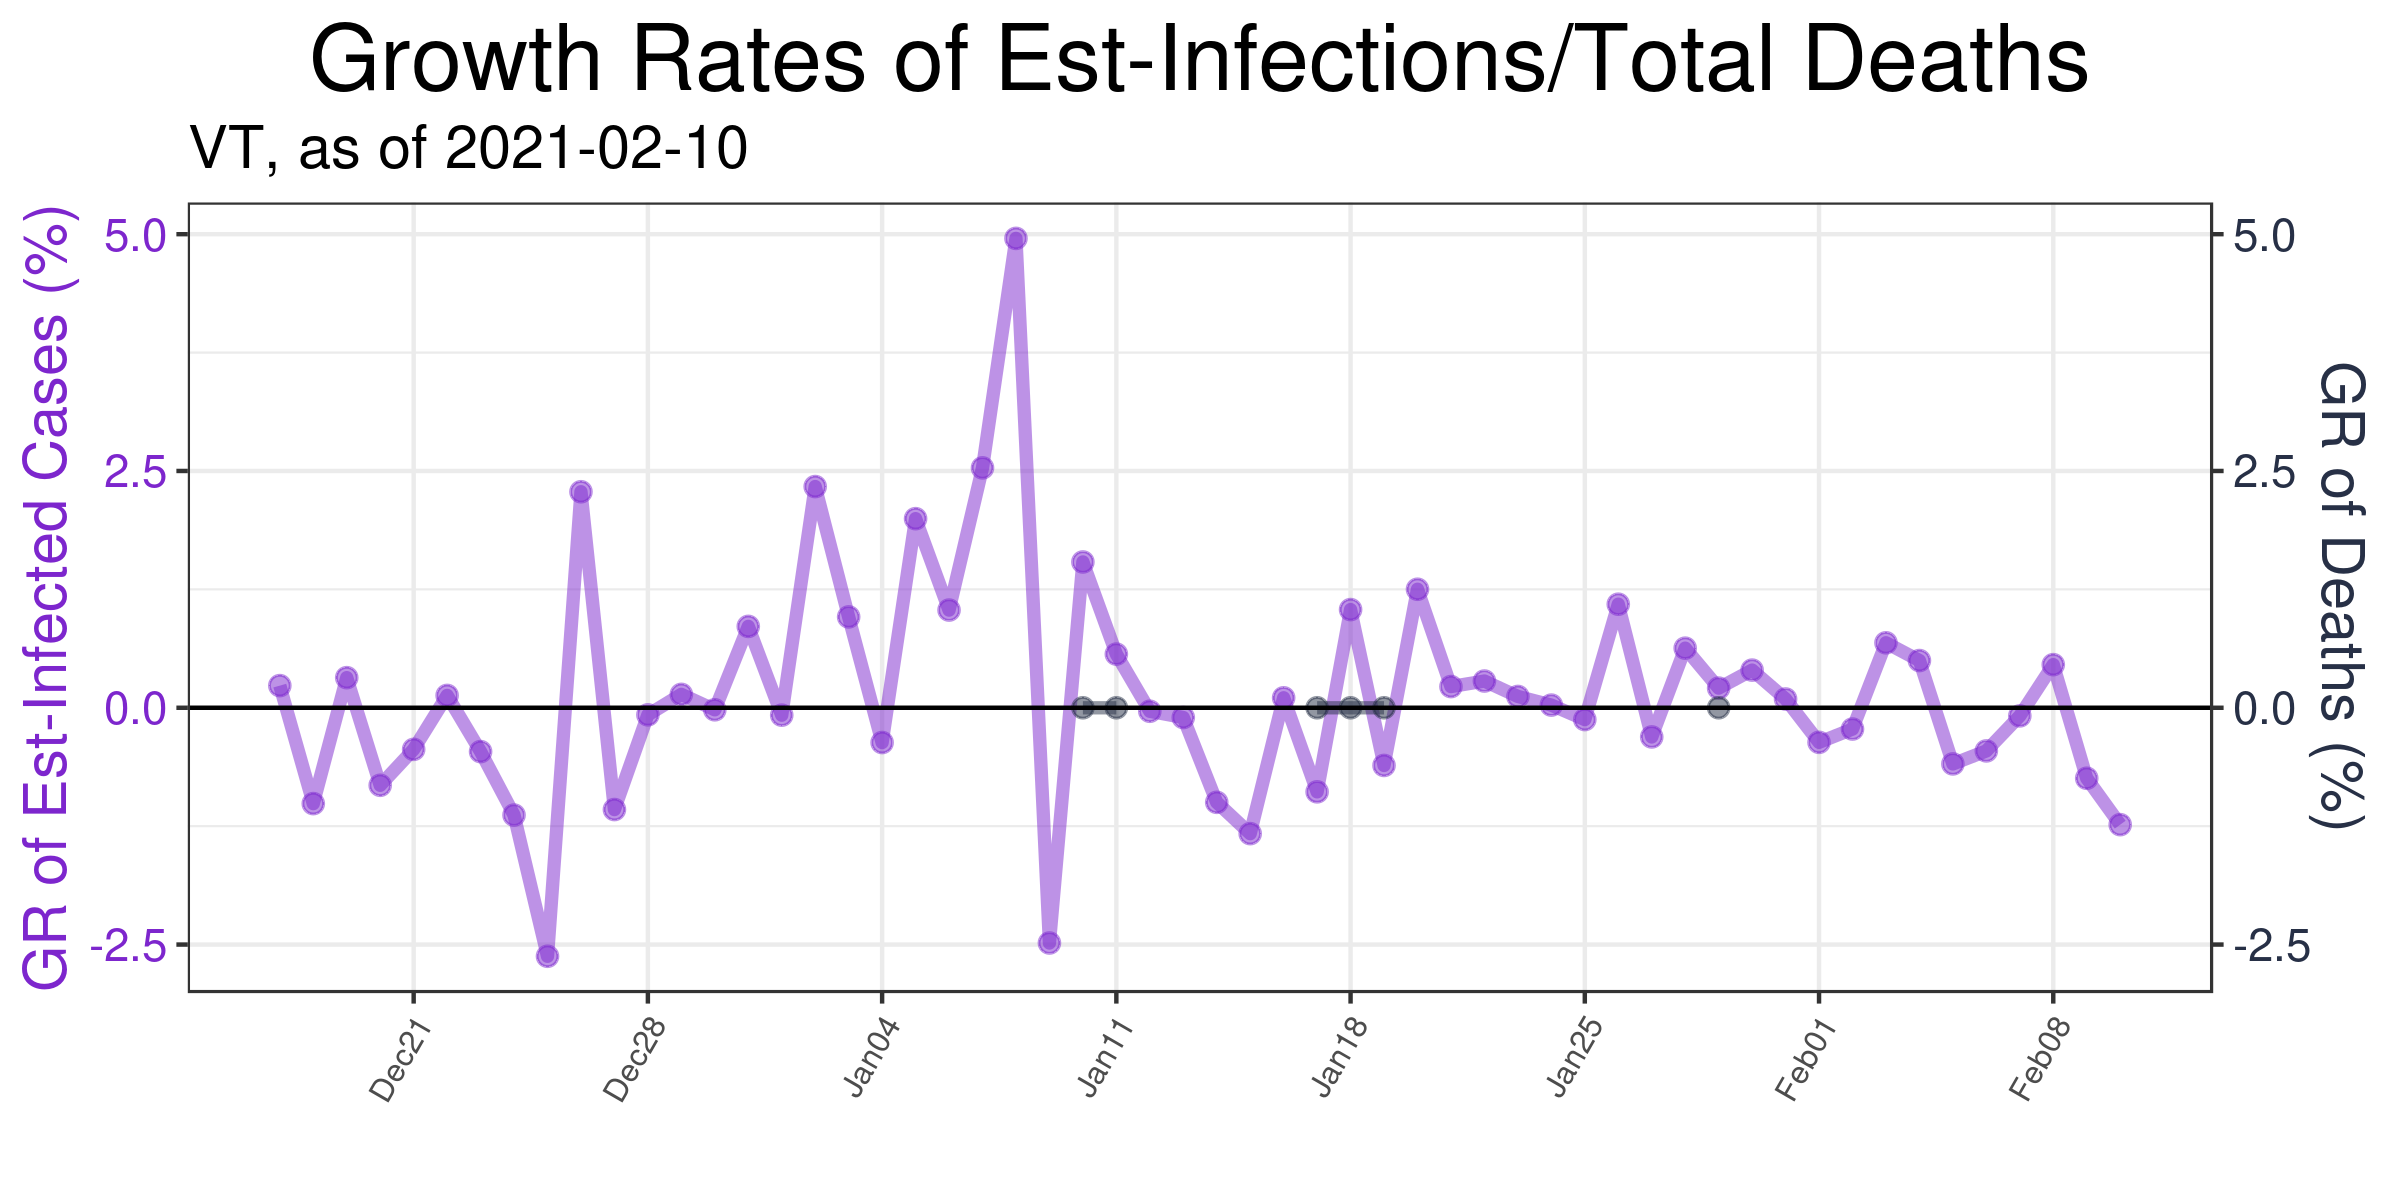 Growth Rates of Est-Infections/Total Deaths
VT, as of 2021-02-10
GR of Est-Infected Cases (%)
5.0
2.5
0.0
-2.5
5.0
2.5
0.0
-2.5
GR of Deaths (%)
Dec21
Dec28
Jan04
Jan11
Jan18
Jan25
Feb01
Feb08